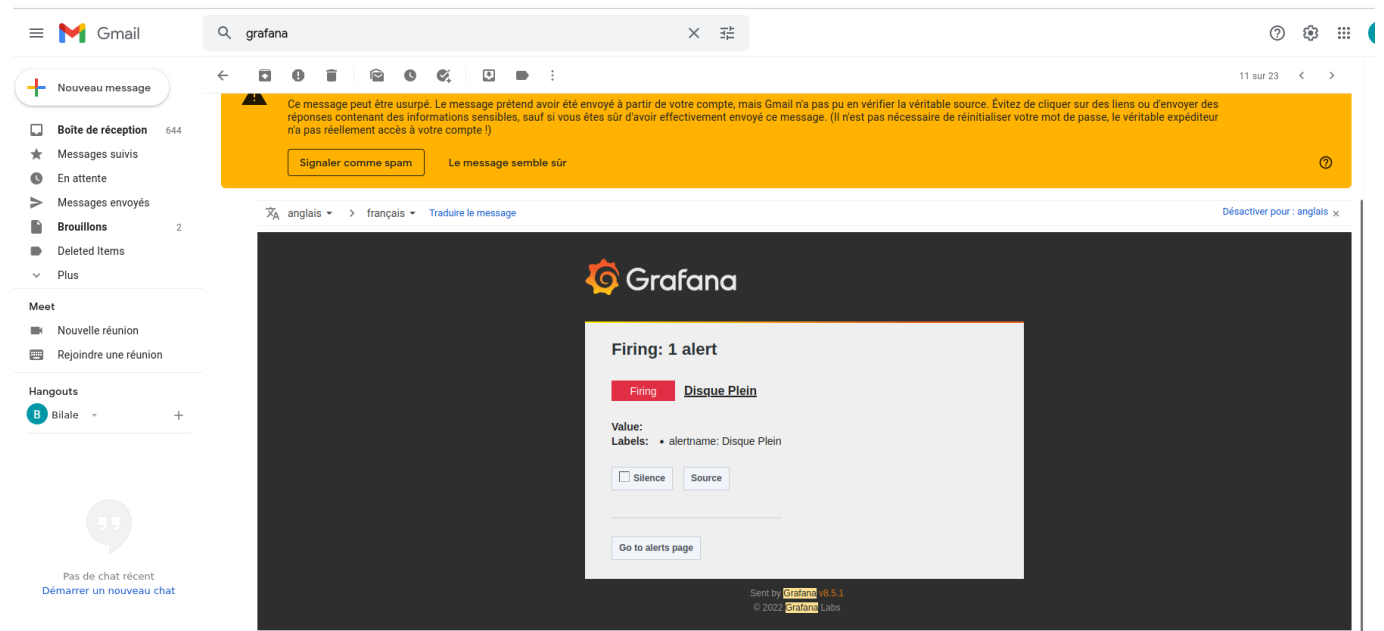 Gmail
grafana
Nouveau message
11 sur 23
Boîte de réception 644
Messages suivis
En attente
Messages envoyés
Brouillons 2
Deleted Items
Plus
Meet
Nouvelle réunion
Rejoindre une réunion
Hangouts
B Bilale
Pas de chat récent
Démarrer un nouveau chat
Ce message peut être usurpé. Le message prétend avoir été envoyé à partir de votre compte, mais Gmail n'a pas pu en vérifier la véritable source. Évitez de cliquer sur des liens ou d'envoyer des
réponses contenant des informations sensibles, sauf si vous êtes sûr d'avoir effectivement envoyé ce message. (Il n'est pas nécessaire de réinitialiser votre mot de passe, le véritable expéditeur
n'a pas réellement accès à votre compte !)
Signaler comme spam Le message semble sûr
anglais > français Traduire le message Désactiver pour : anglais x
Grafana
Firing: 1 alert
Firing Disque Plein
Value:
Labels: • alertname: Disque Plein
Silence Source
Go to alerts page
Sent by Grafana v8.5.1
© 2022 Grafana Labs